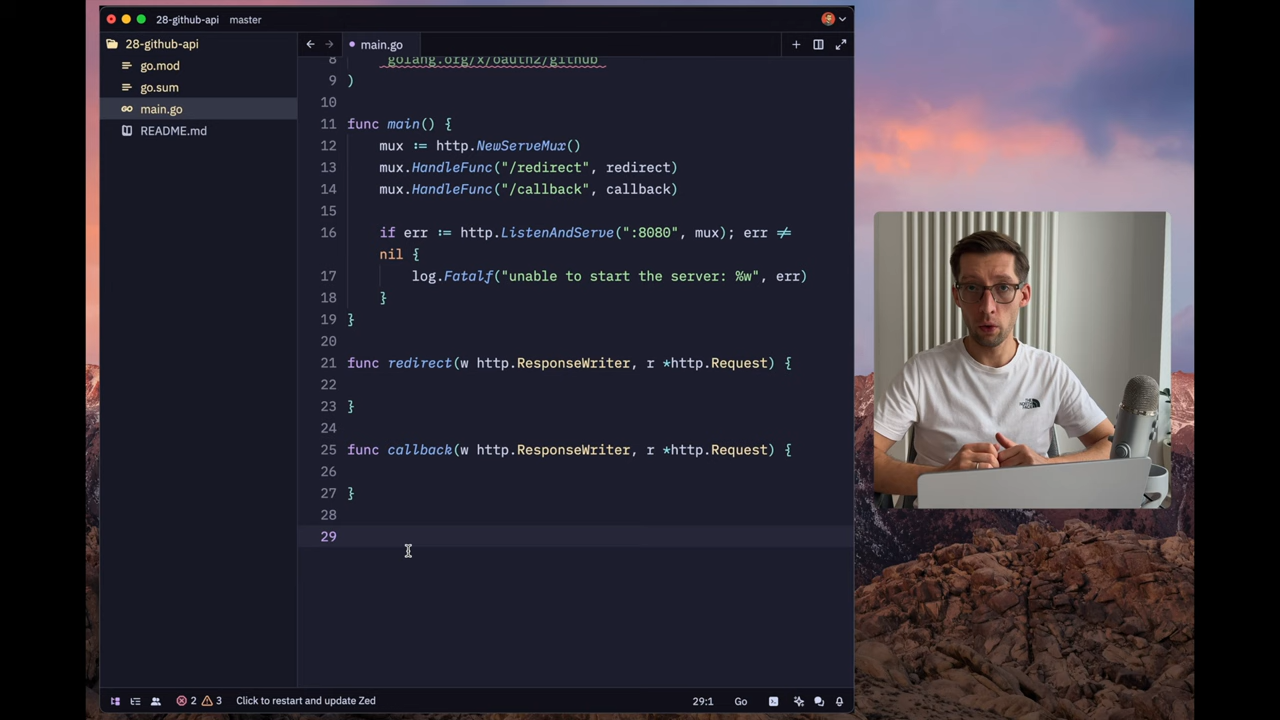 28-github-api master
28-github-api
go.mod
go.sum
main.go
README.md
main.go
8 golang.org/x/oauth2/github
9 )
10
11 func main() {
12 mux := http.NewServeMux()
13 mux.HandleFunc("/redirect", redirect)
14 mux.HandleFunc("/callback", callback)
15
16 if err := http.ListenAndServe(":8080", mux); err ≠
nil {
17 log.Fatalf("unable to start the server: %w", err)
18 }
19 }
20
21 func redirect(w http.ResponseWriter, r *http.Request) {
22
23 }
24
25 func callback(w http.ResponseWriter, r *http.Request) {
26
27 }
28
29
2 3 Click to restart and update Zed 29:1 Go
THE NORTH FACE